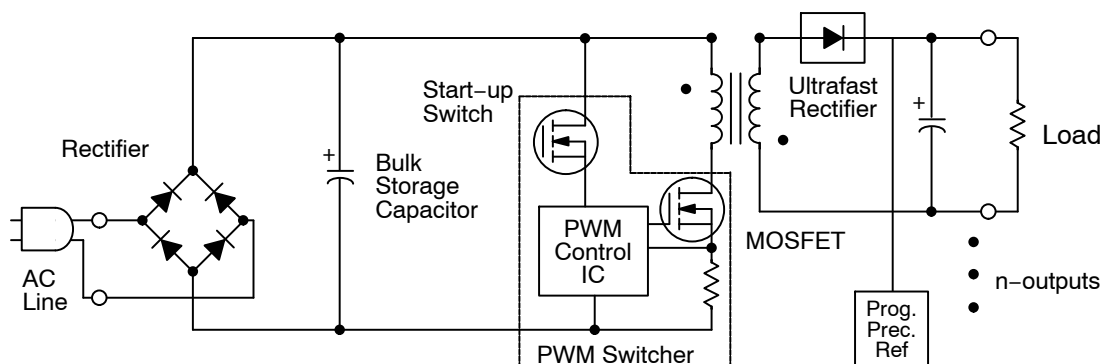 Start−up
Switch
Ultrafast
Rectifier
+
Load
Rectifier
+
Bulk
Storage
Capacitor
PWM
Control
IC
MOSFET
AC
Line
n−outputs
Prog.
Prec.
Ref
PWM Switcher